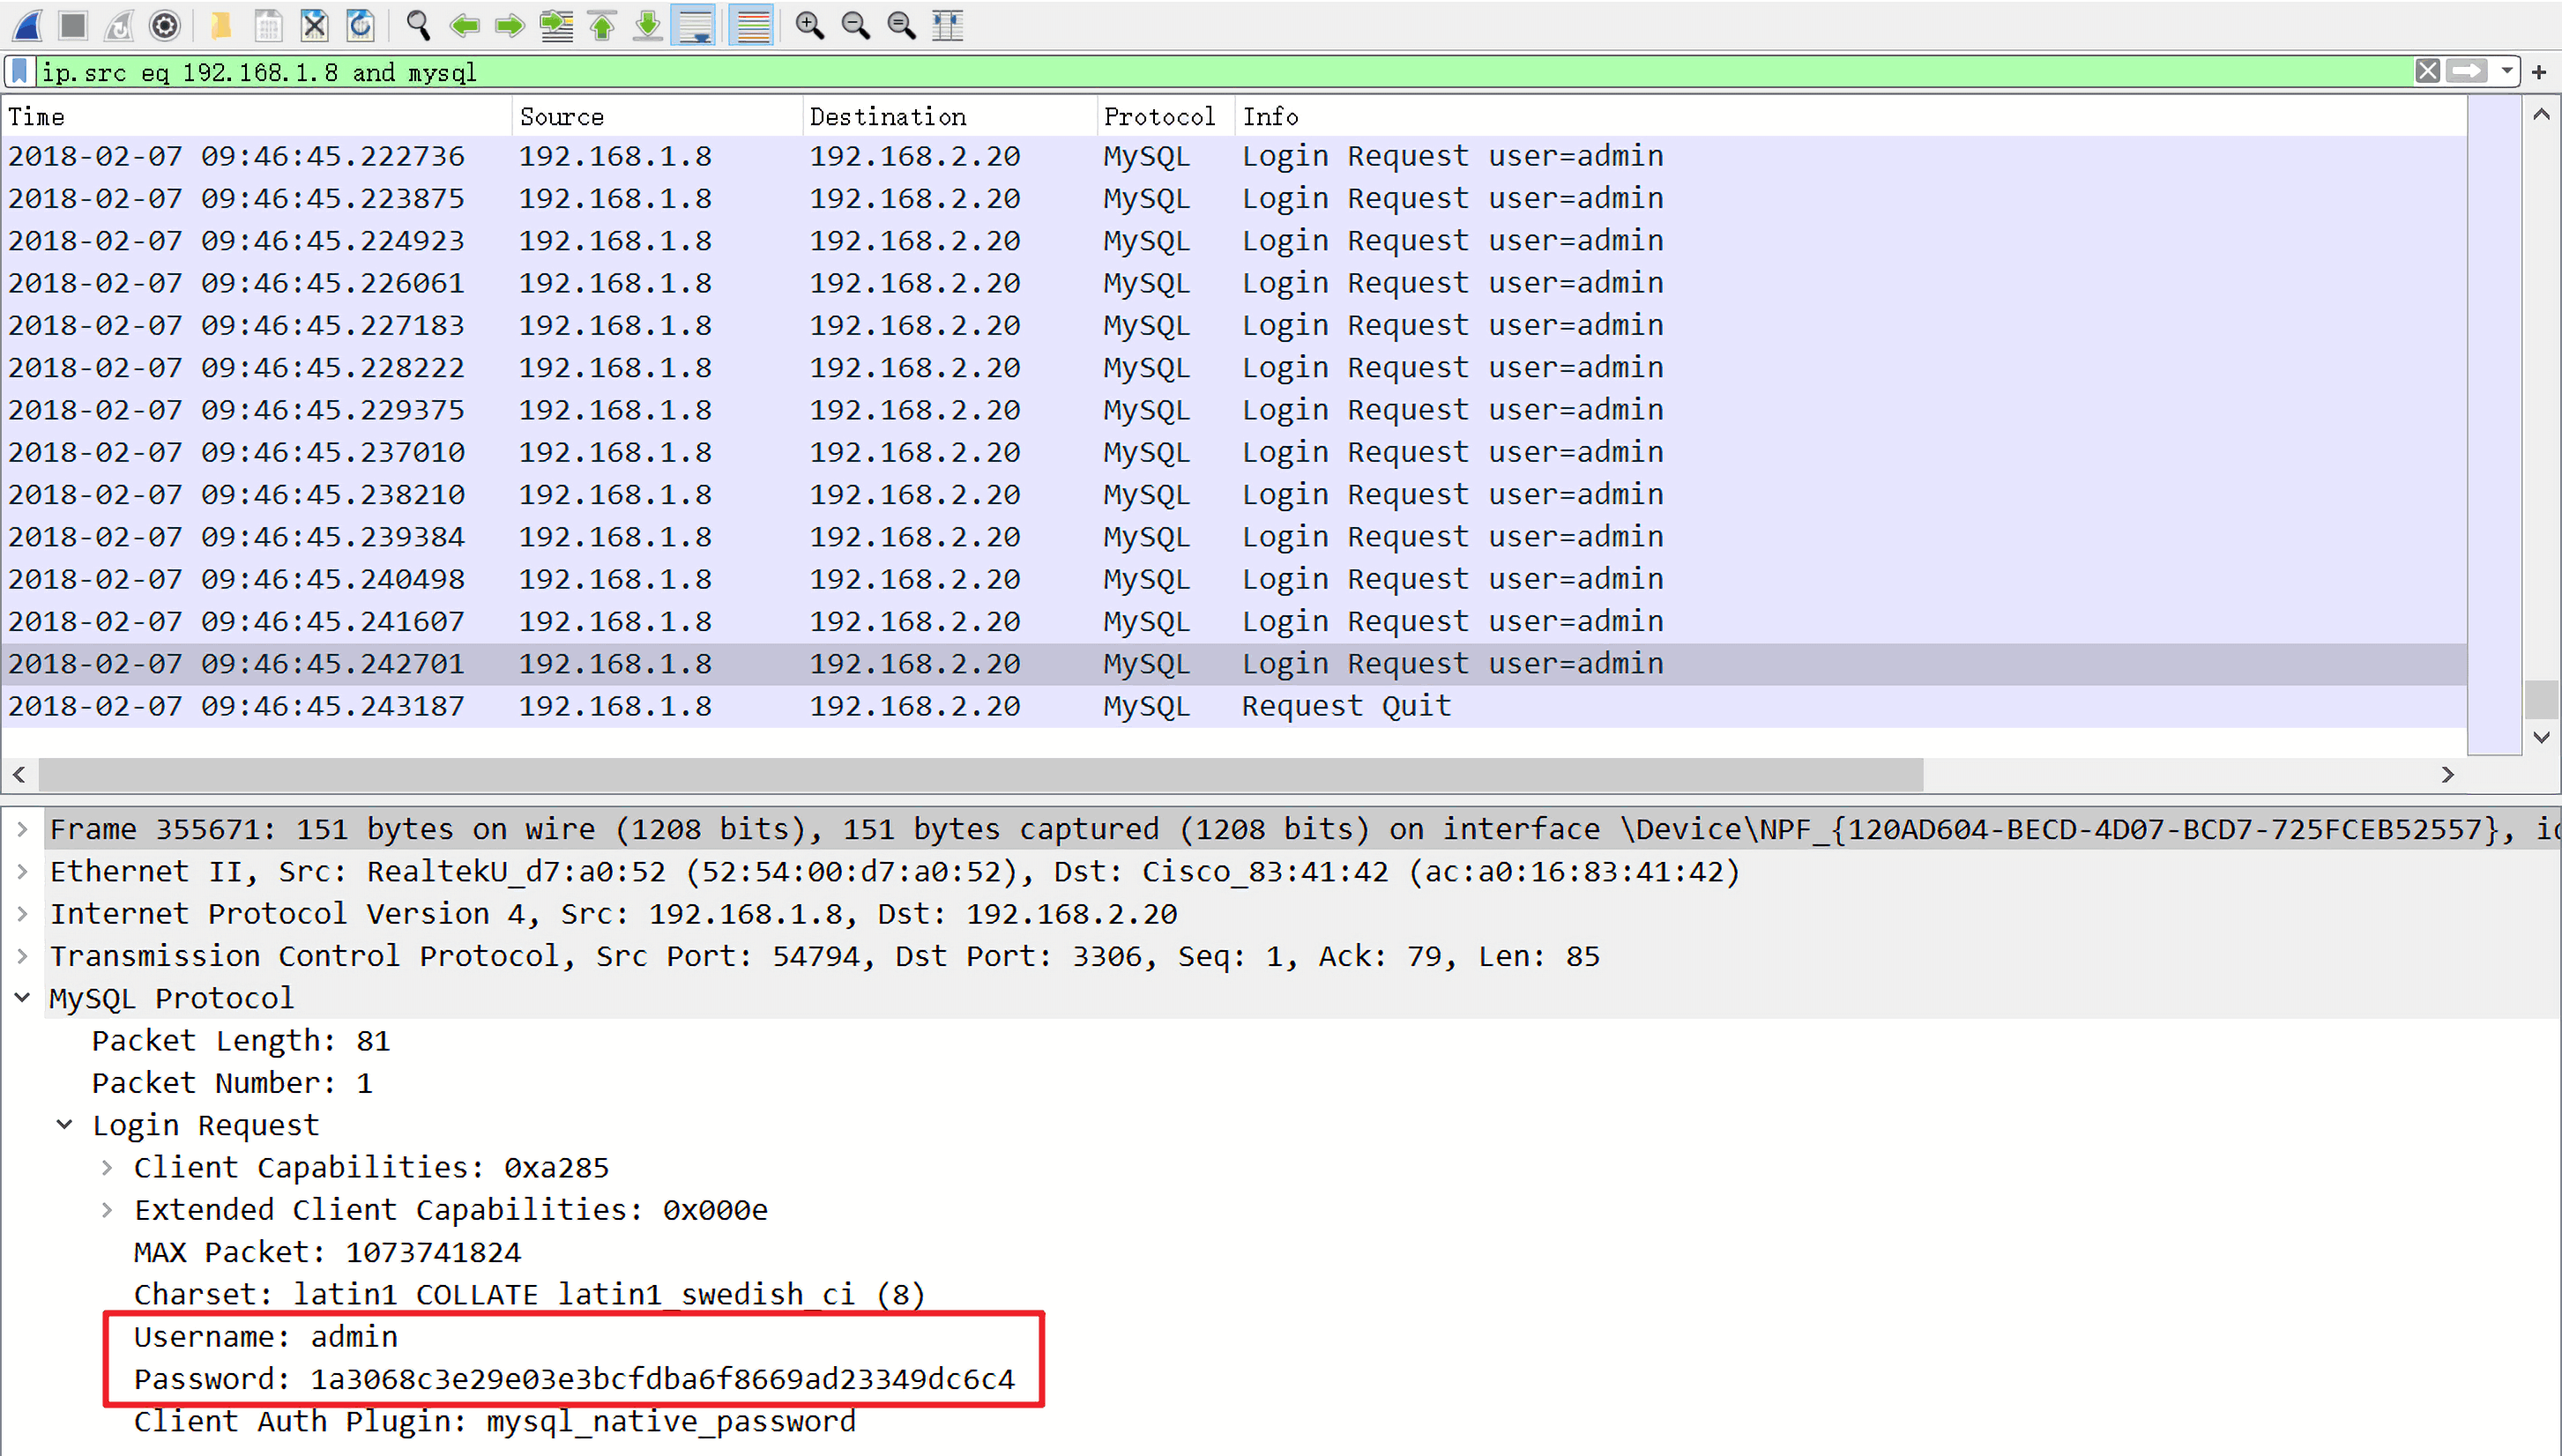 ip.src eq 192.168.1.8 and mysql
Time Source Destination Protocol Info
2018-02-07 09:46:45.222736 192.168.1.8 192.168.2.20 MySQL Login Request user=admin
2018-02-07 09:46:45.223875 192.168.1.8 192.168.2.20 MySQL Login Request user=admin
2018-02-07 09:46:45.224923 192.168.1.8 192.168.2.20 MySQL Login Request user=admin
2018-02-07 09:46:45.226061 192.168.1.8 192.168.2.20 MySQL Login Request user=admin
2018-02-07 09:46:45.227183 192.168.1.8 192.168.2.20 MySQL Login Request user=admin
2018-02-07 09:46:45.228222 192.168.1.8 192.168.2.20 MySQL Login Request user=admin
2018-02-07 09:46:45.229375 192.168.1.8 192.168.2.20 MySQL Login Request user=admin
2018-02-07 09:46:45.237010 192.168.1.8 192.168.2.20 MySQL Login Request user=admin
2018-02-07 09:46:45.238210 192.168.1.8 192.168.2.20 MySQL Login Request user=admin
2018-02-07 09:46:45.239384 192.168.1.8 192.168.2.20 MySQL Login Request user=admin
2018-02-07 09:46:45.240498 192.168.1.8 192.168.2.20 MySQL Login Request user=admin
2018-02-07 09:46:45.241607 192.168.1.8 192.168.2.20 MySQL Login Request user=admin
2018-02-07 09:46:45.242701 192.168.1.8 192.168.2.20 MySQL Login Request user=admin
2018-02-07 09:46:45.243187 192.168.1.8 192.168.2.20 MySQL Request Quit
Frame 355671: 151 bytes on wire (1208 bits), 151 bytes captured (1208 bits) on interface \Device\NPF_{120AD604-BECD-4D07-BCD7-725FCEB52557},
Ethernet II, Src: RealtekU_d7:a0:52 (52:54:00:d7:a0:52), Dst: Cisco_83:41:42 (ac:a0:16:83:41:42)
Internet Protocol Version 4, Src: 192.168.1.8, Dst: 192.168.2.20
Transmission Control Protocol, Src Port: 54794, Dst Port: 3306, Seq: 1, Ack: 79, Len: 85
MySQL Protocol
Packet Length: 81
Packet Number: 1
Login Request
Client Capabilities: 0xa285
Extended Client Capabilities: 0x000e
MAX Packet: 1073741824
Charset: latin1 COLLATE latin1_swedish_ci (8)
Username: admin
Password: 1a3068c3e29e03e3bcfdba6f8669ad23349dc6c4
Client Auth Plugin: mysql_native_password